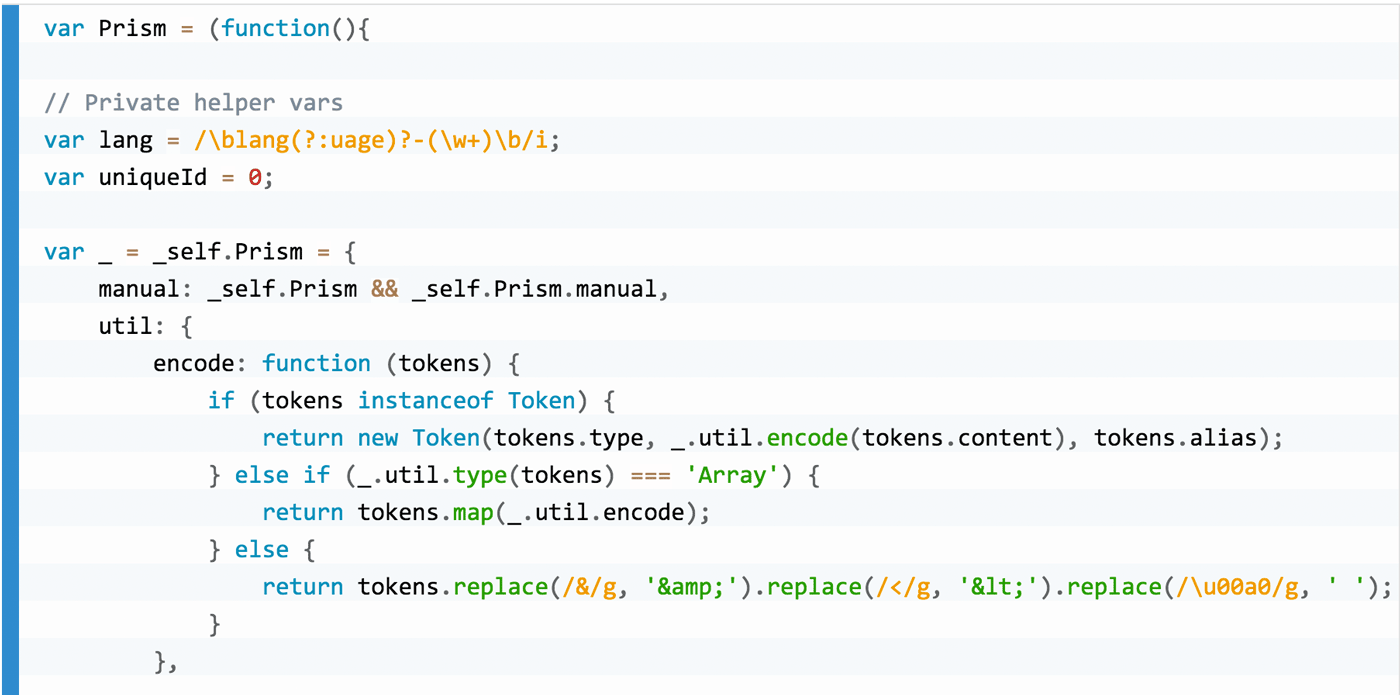 var Prism = (function(){

// Private helper vars
var lang = /\blang(?:uage)?-(\w+)\b/i;
var uniqueId = 0;

var _ = _self.Prism = {
    manual: _self.Prism && _self.Prism.manual,
    util: {
        encode: function (tokens) {
            if (tokens instanceof Token) {
                return new Token(tokens.type, _.util.encode(tokens.content), tokens.alias);
            } else if (_.util.type(tokens) === 'Array') {
                return tokens.map(_.util.encode);
            } else {
                return tokens.replace(/&/g, '&amp;').replace(/</g, '&lt;').replace(/\u00a0/g, ' ');
            }
        },